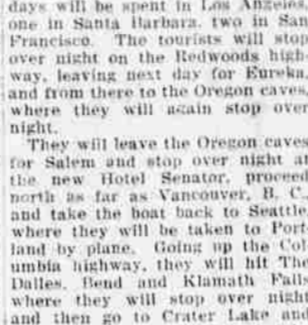 days will be spent in Los Angeles,
one in Santa Barbara, two in San
Francisco. The tourists will stop
over night on the Redwoods high-
way, leaving next day for Eureka
and from there to the Oregon caves,
where they will again stop over
night.
They will leave the Oregon caves
for Salem and stop over night at
the new Hotel Senator, proceed
north as far as Vancouver, B. C.,
and take the boat back to Seattle
where they will be taken to Port-
land by plane. Going up the Col-
umbia highway, they will hit The
Dalles, Bend and Klamath Falls
where they will stop over night
and then go to Crater Lake and